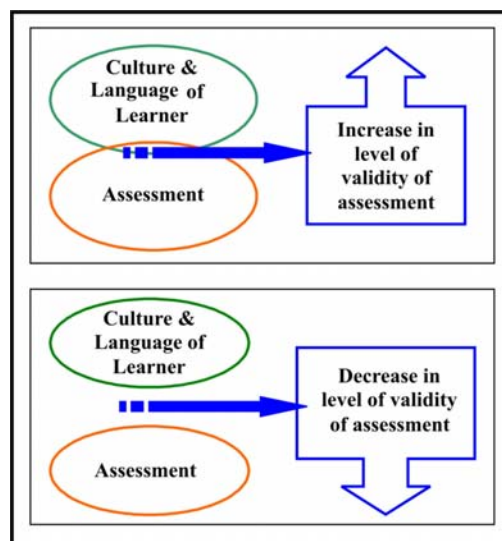 Culture &
Language of
Learner
Assessment
Increase in
level of
validity of
assessment
Culture &
Language of
Learner
Assessment
Decrease in
level of validity
of assessment